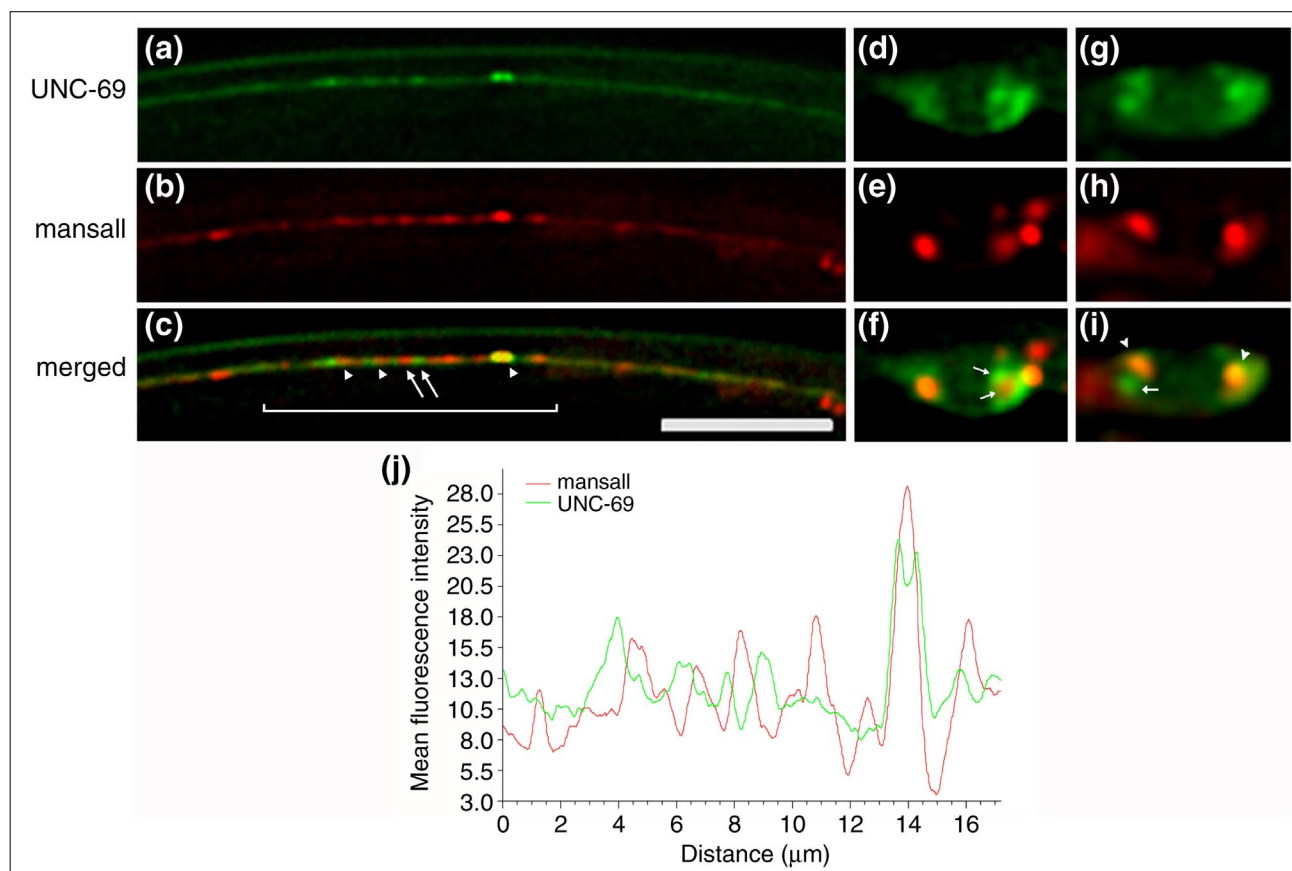 (a)
(d)
(g)
UNC-69
(b)
(e)
(h)
mansall
(c)
(f)
(i)
merged
(j)
mansall
UNC-69
Mean fluorescence intensity
28.0
25.5
23.0
20.5
18.0
15.5
13.0
10.5
8.0
5.5
3.0
0 2 4 6 8 10 12 14 16
Distance (μm)